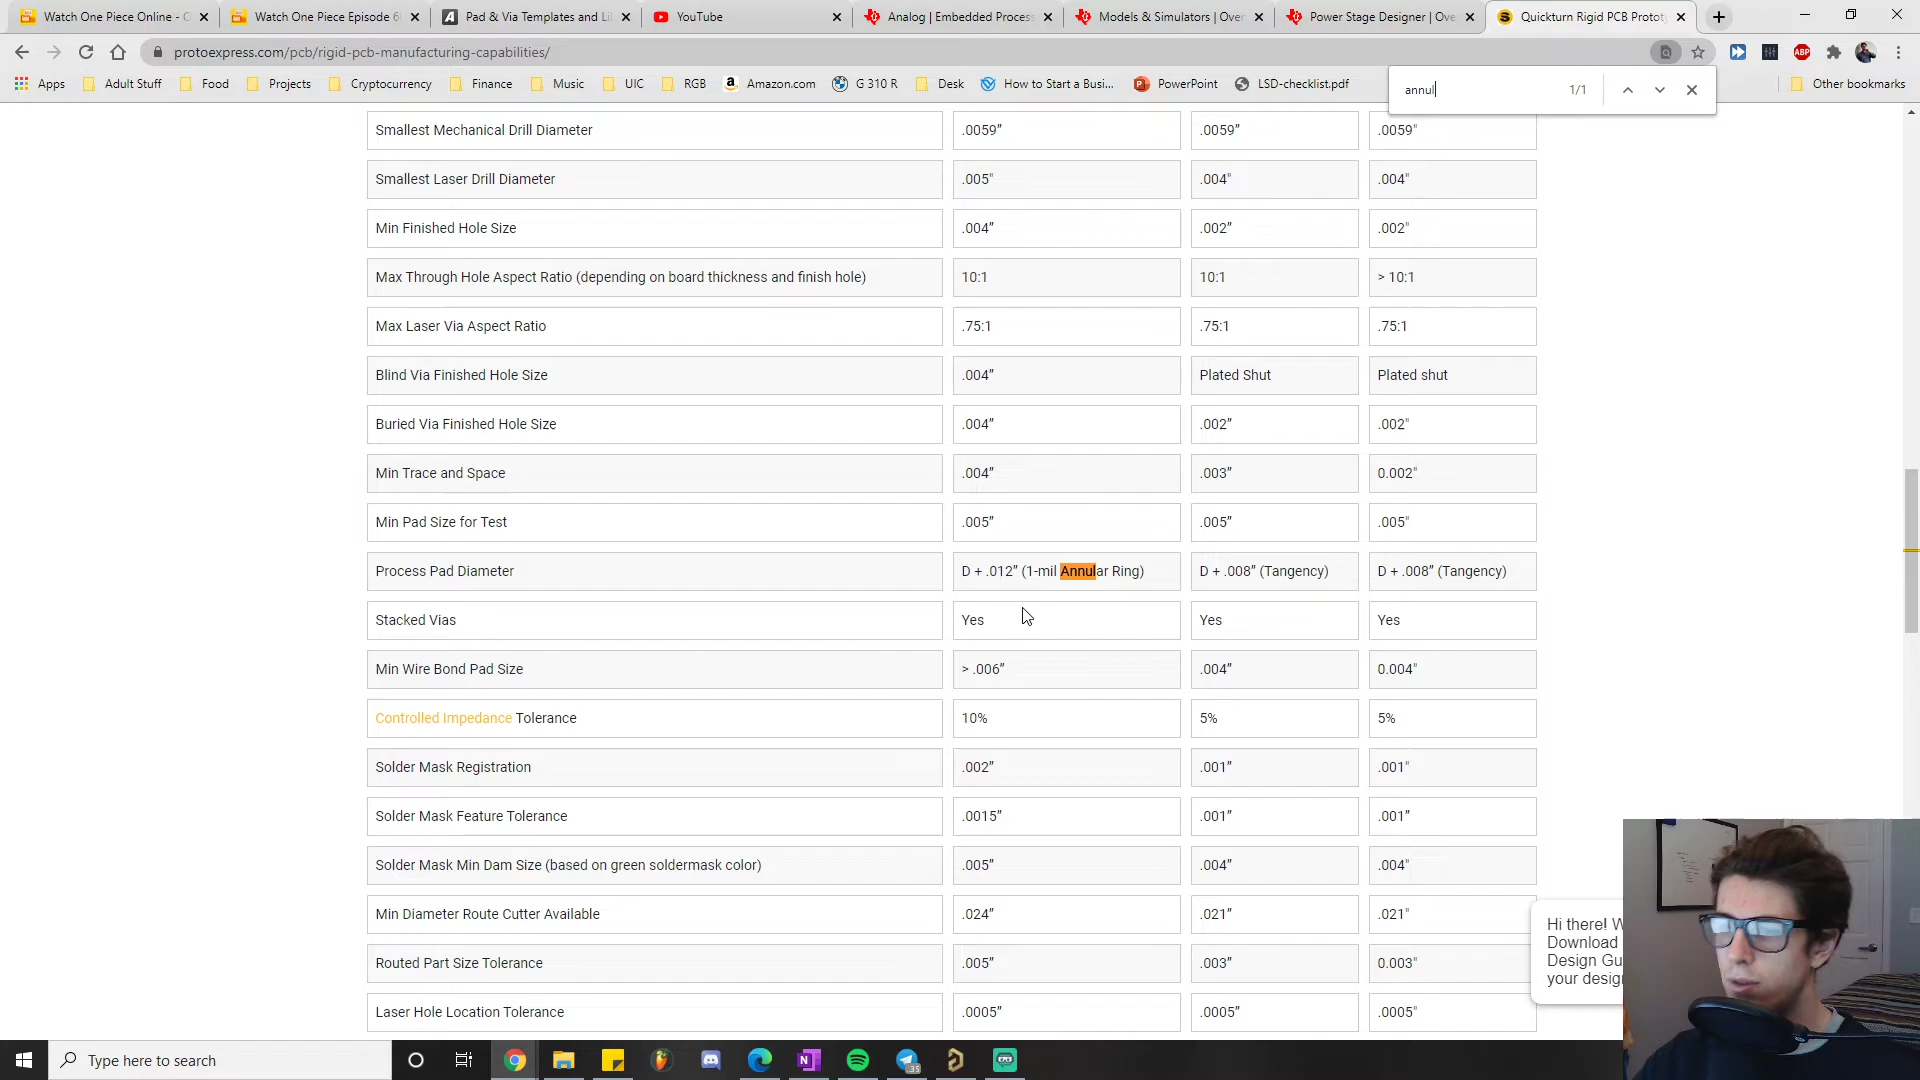 Watch One Piece Online - C
Watch One Piece Episode 6
Pad & Via Templates and Li
YouTube
Analog | Embedded Proces
Models & Simulators | Over
Power Stage Designer | Ove
Quickturn Rigid PCB Protot
protoexpress.com/pcb/rigid-pcb-manufacturing-capabilities/
ABP
Apps
Adult Stuff
Food
Projects
Cryptocurrency
Finance
Music
UIC
RGB
Amazon.com
G 310 R
Desk
How to Start a Busi...
PowerPoint
LSD-checklist.pdf
Other bookmarks
annul
1/1
Smallest Mechanical Drill Diameter .0059” .0059” .0059"
Smallest Laser Drill Diameter .005" .004" .004"
Min Finished Hole Size .004” .002” .002"
Max Through Hole Aspect Ratio (depending on board thickness and finish hole) 10:1 10:1 > 10:1
Max Laser Via Aspect Ratio .75:1 .75:1 .75:1
Blind Via Finished Hole Size .004” Plated Shut Plated shut
Buried Via Finished Hole Size .004” .002” .002"
Min Trace and Space .004” .003” 0.002"
Min Pad Size for Test .005” .005” .005"
Process Pad Diameter D + .012” (1-mil Annular Ring) D + .008” (Tangency) D + .008” (Tangency)
Stacked Vias Yes Yes Yes
Min Wire Bond Pad Size > .006” .004” 0.004"
Controlled Impedance Tolerance 10% 5% 5%
Solder Mask Registration .002” .001” .001"
Solder Mask Feature Tolerance .0015” .001” .001”
Solder Mask Min Dam Size (based on green soldermask color) .005” .004” .004"
Min Diameter Route Cutter Available .024” .021” .021"
Routed Part Size Tolerance .005” .003” 0.003"
Laser Hole Location Tolerance .0005” .0005” .0005"
Hi there! W
Download
Design Gu
your desig
Type here to search
35